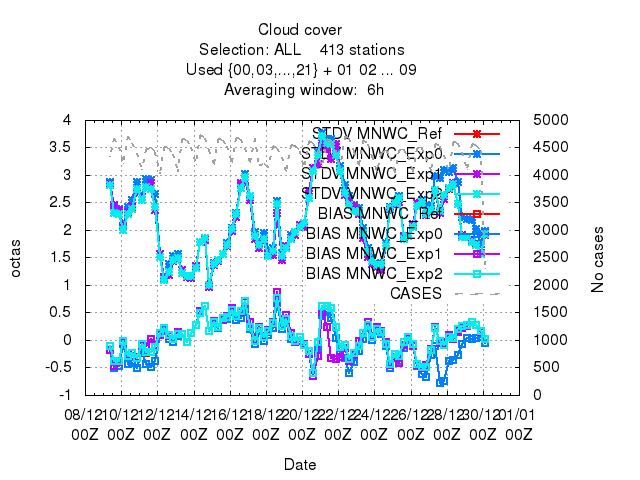 Cloud cover
Selection: ALL 413 stations
Used {00,03,...,21} + 01 02 ... 09
Averaging window: 6h
4 5000
3.5 4500
3 4000
2.5 3500
2 3000
1.5 2500
1 2000
0.5 1500
0 1000
-0.5 500
-1 0
octas
No cases
STDV MNWC_Ref
STDV MNWC_Exp0
STDV MNWC_Exp1
STDV MNWC_Exp2
BIAS MNWC_Ref
BIAS MNWC_Exp0
BIAS MNWC_Exp1
BIAS MNWC_Exp2
CASES
08/12 10/12 12/12 14/12 16/12 18/12 20/12 22/12 24/12 26/12 28/12 30/12 01/01
00Z 00Z 00Z 00Z 00Z 00Z 00Z 00Z 00Z 00Z 00Z 00Z 00Z
Date